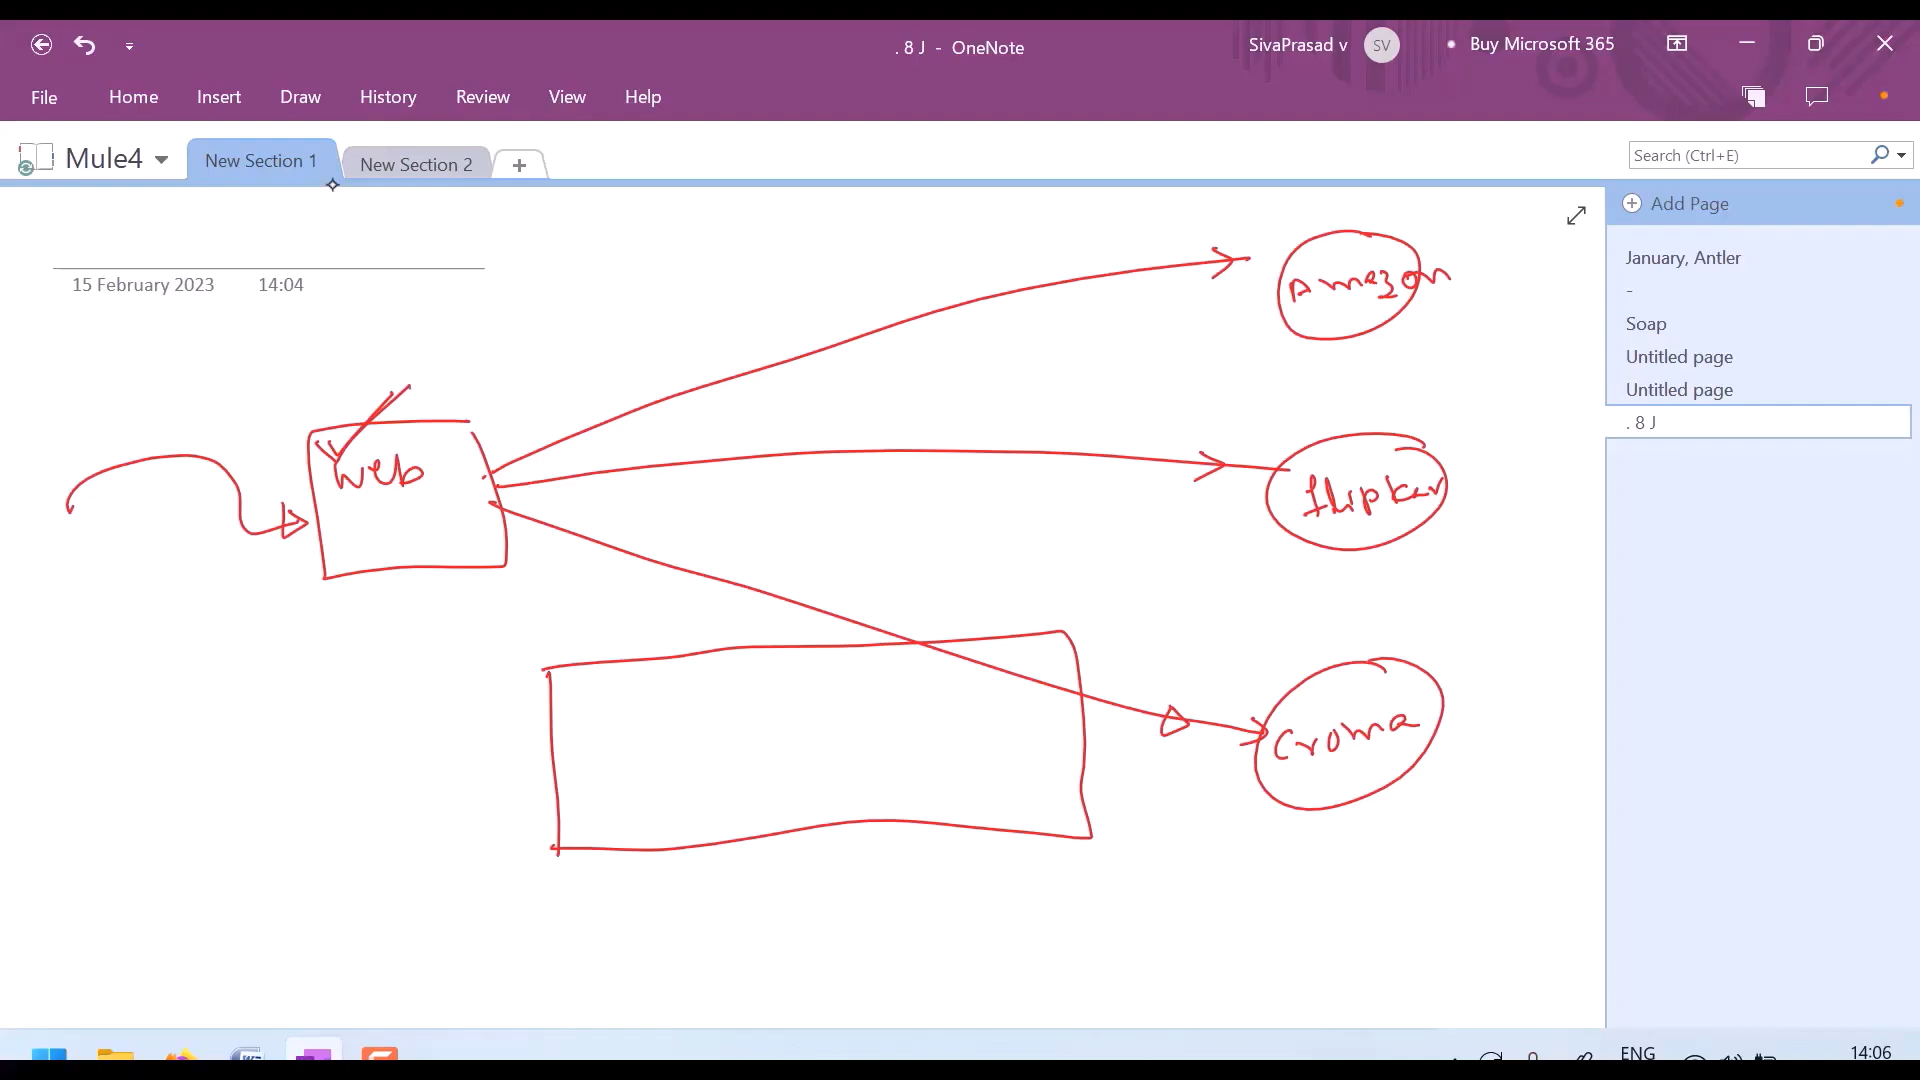 . 8 J - OneNote
SivaPrasad v
SV
Buy Microsoft 365
File
Home
Insert
Draw
History
Review
View
Help
Mule4
New Section 1
New Section 2
Search (Ctrl+E)
Add Page
January, Antler
-
Soap
Untitled page
Untitled page
. 8 J
15 February 2023
14:04
Amazon
Web
flipkar
Croma
ENG
14:06